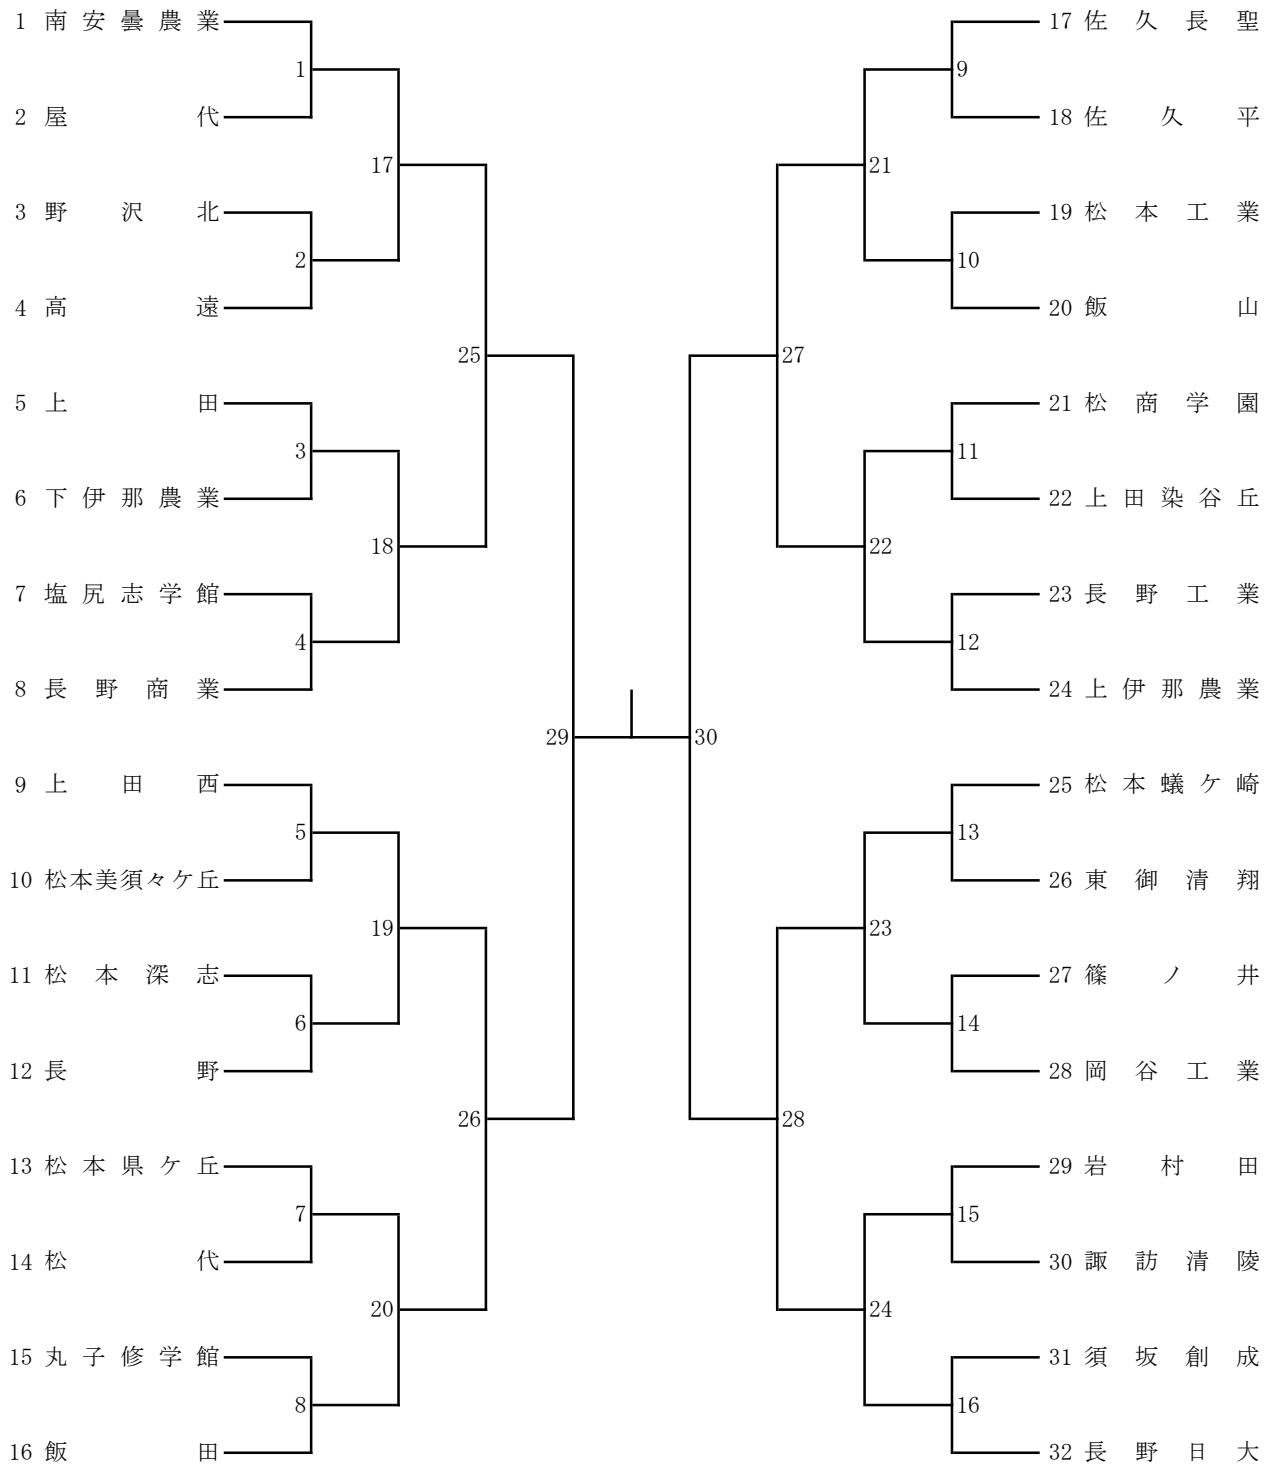 1 南安曇農業
1
2 屋代
17
3 野沢北
2
4 高遠
25
5 上田
3
6 下伊那農業
18
7 塩尻志学館
4
8 長野商業
29
9 上田西
5
10 松本美須々ケ丘
19
11 松本深志
6
12 長野
26
13 松本県ケ丘
7
14 松代
20
15 丸子修学館
8
16 飯田
17 佐久長聖
9
18 佐久平
21
19 松本工業
10
20 飯山
27
21 松商学園
11
22 上田染谷丘
22
23 長野工業
12
24 上伊那農業
30
25 松本蟻ケ崎
13
26 東御清翔
23
27 篠ノ井
14
28 岡谷工業
28
29 岩村田
15
30 諏訪清陵
24
31 須坂創成
16
32 長野日大